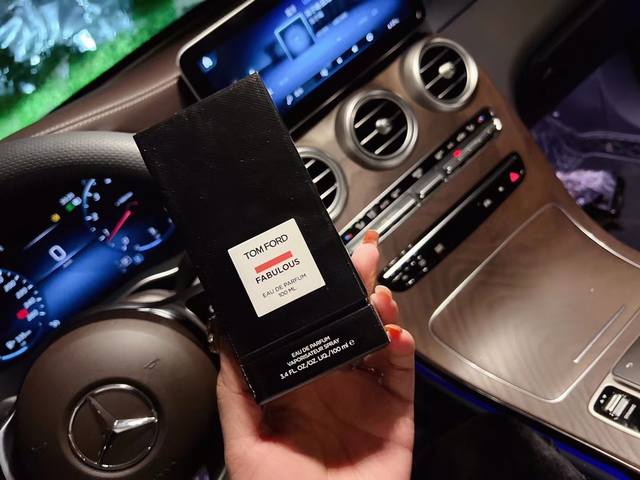 TOM FORD
FABULOUS
EAU DE PARFUM
100 ML
EAU DE PARFUM
VAPORISATEUR SPRAY
3.4 FL. OZ./OZ. LIQ./100 ml e
0